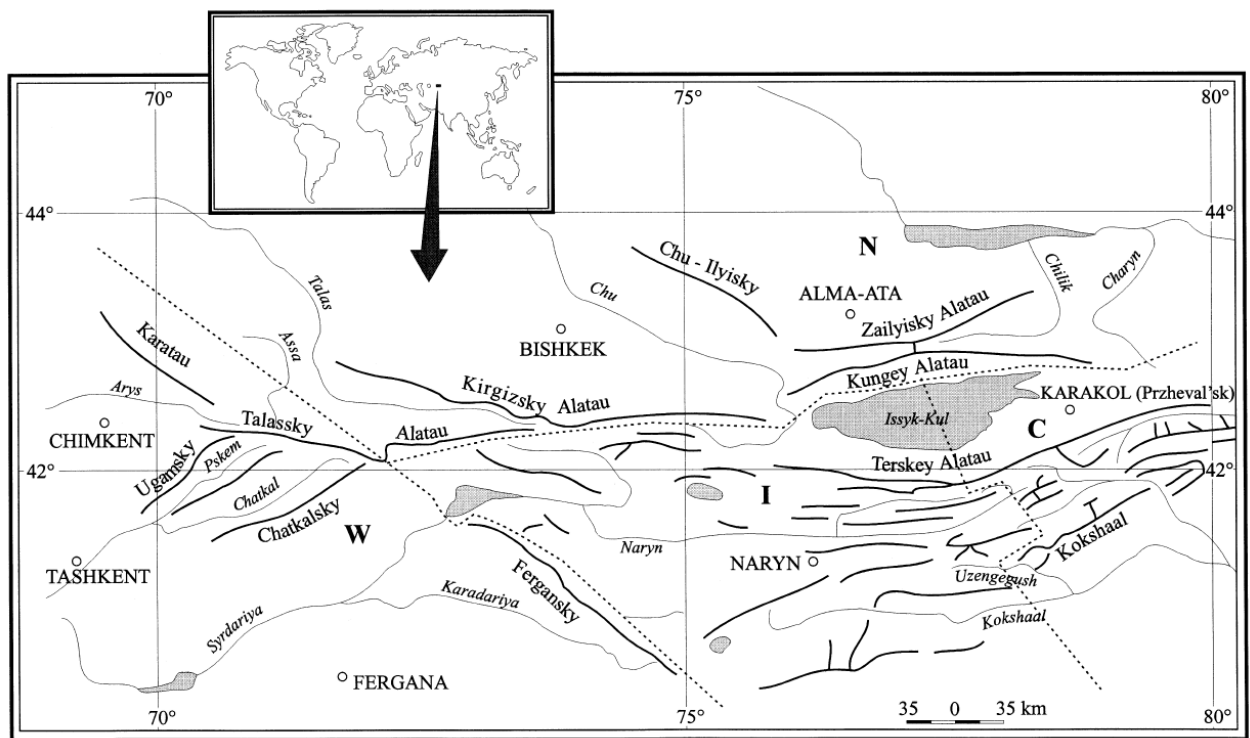 70°
75°
80°
44°
44°
N
Chu - Ilyisky
Chilik
Charyn
Talas
Chu
ALMA-ATA
Zailyisky Alatau
Karatau
Assa
BISHKEK
Kungey Alatau
Arys
Kirgizsky Alatau
KARAKOL (Przheval'sk)
CHIMKENT
Talassky Alatau
Issyk-Kul
C
Ugamsky
Pskem
Terskey Alatau
42°
42°
Chatkal
I
Chatkalsky
W
Naryn
NARYN
Kokshaal
TASHKENT
Fergansky
Uzengegush
Karadariya
Syrdariya
Kokshaal
FERGANA
35 0 35 km
70°
75°
80°